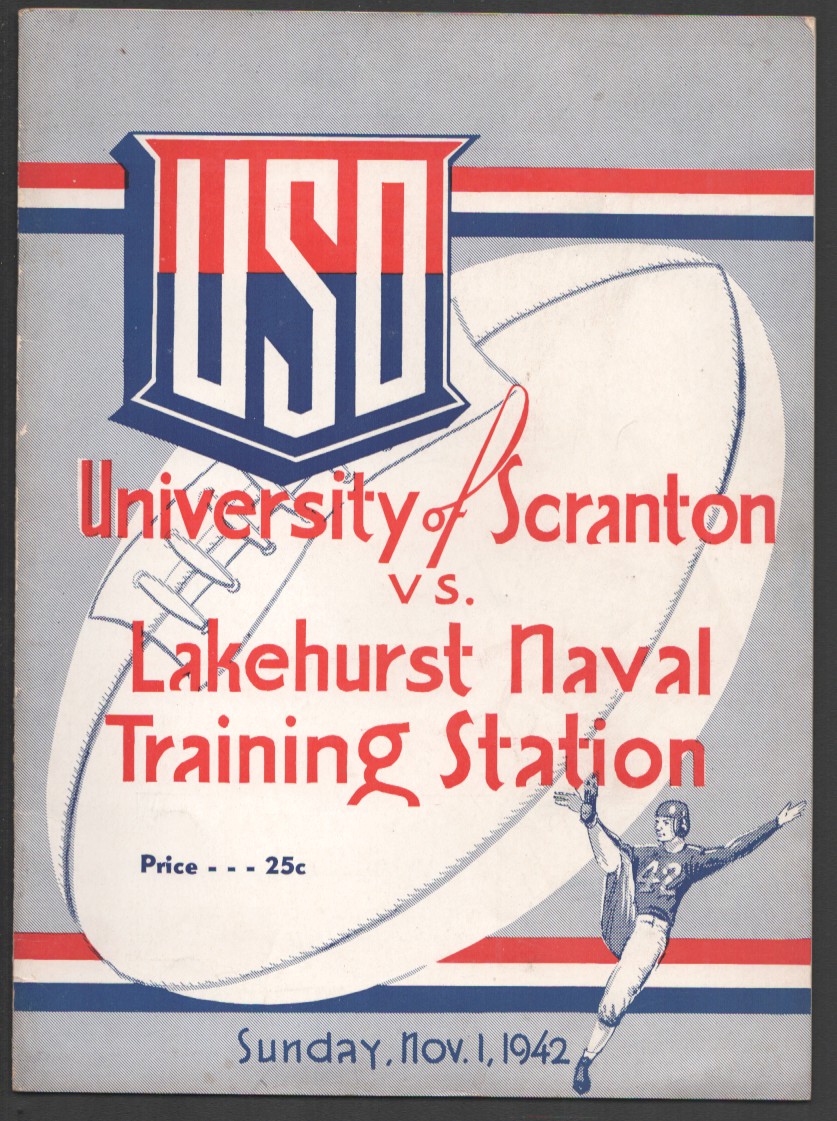 USO
University of Scranton
vs.
Lakehurst Naval
Training Station
Price - - - 25c
42
Sunday, Nov. 1, 1942